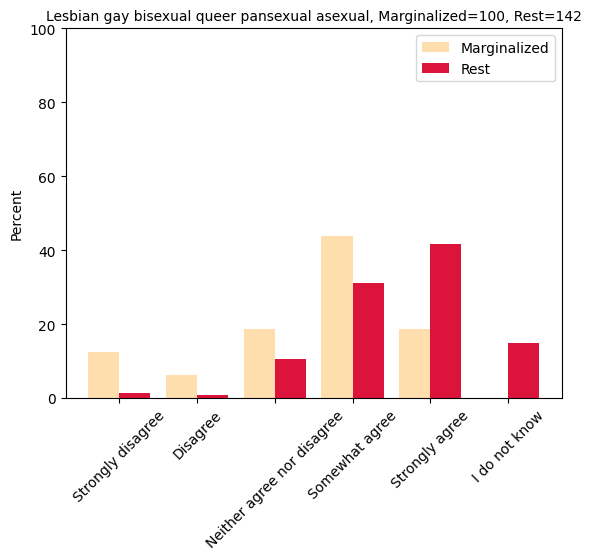 Lesbian gay bisexual queer pansexual asexual, Marginalized=100, Rest=142
100
80
60
40
20
0
Percent
Marginalized
Rest
Strongly disagree
Disagree
Neither agree nor disagree
Somewhat agree
Strongly agree
I do not know